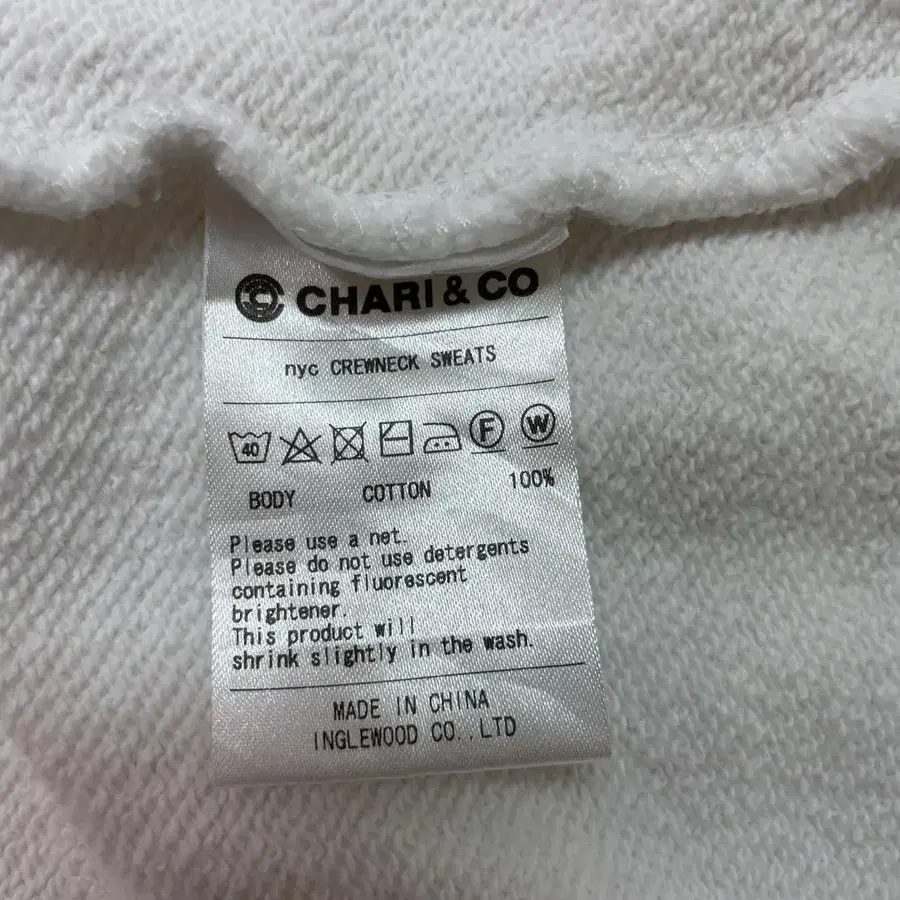 CHARI & CO
nyc CREWNECK SWEATS
40 F W
BODY COTTON 100%
Please use a net.
Please do not use detergents
containing fluorescent
brightener.
This product will
shrink slightly in the wash.
MADE IN CHINA
INGLEWOOD CO.,LTD